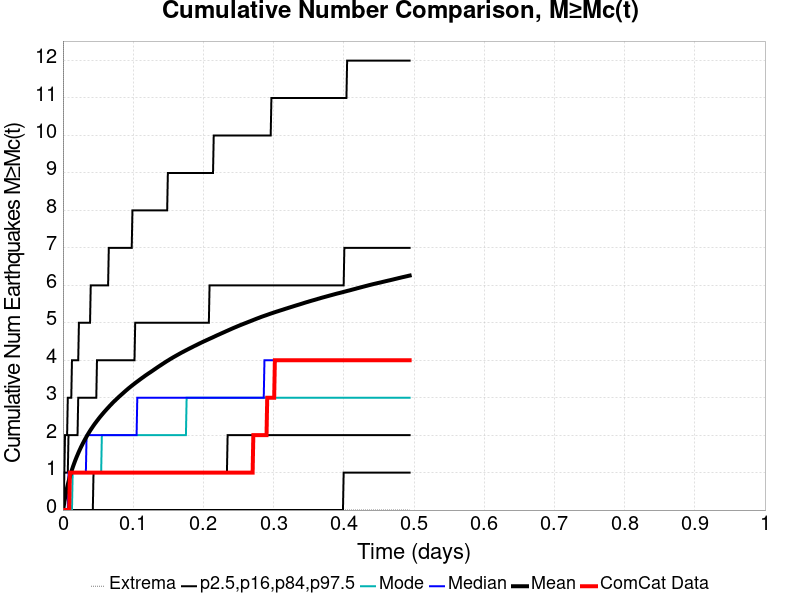 Cumulative Number Comparison, M≥Mc(t)
Cumulative Num Earthquakes M≥Mc(t)
12
11
10
9
8
7
6
5
4
3
2
1
0
0 0.1 0.2 0.3 0.4 0.5 0.6 0.7 0.8 0.9 1
Time (days)
Extrema p2.5,p16,p84,p97.5 Mode Median Mean ComCat Data